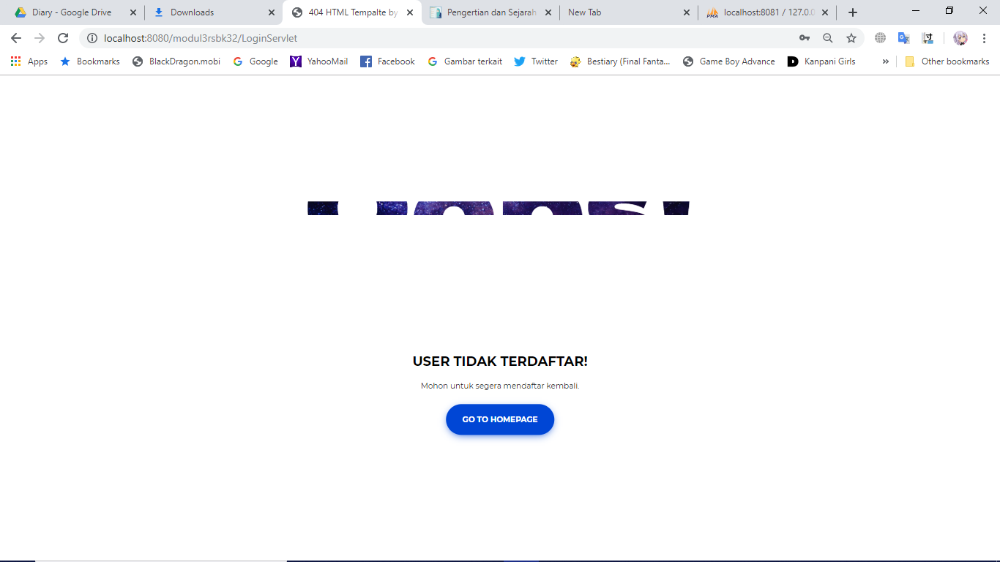 Diary - Google Drive
Downloads
404 HTML Tempalte by
Pengertian dan Sejarah
New Tab
localhost:8081 / 127.0.0
localhost:8080/modul3rsbk32/LoginServlet
Apps
Bookmarks
BlackDragon.mobi
Google
YahooMail
Facebook
Gambar terkait
Twitter
Bestiary (Final Fanta...
Game Boy Advance
Kanpani Girls
Other bookmarks
USER TIDAK TERDAFTAR!
Mohon untuk segera mendaftar kembali.
GO TO HOMEPAGE